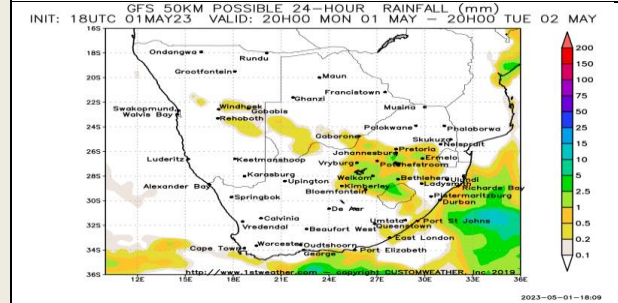 GFS 50KM POSSIBLE 24-HOUR RAINFALL (mm)
INIT: 18UTC 01MAY23 VALID: 20H00 MON 01 MAY - 20H00 TUE 02 MAY
16S
18S
20S
22S
24S
26S
28S
30S
32S
34S
36S
Ondangwa
Rundu
Grootfontein
Maun
Francistown
Ghanzi
Musina
Swakopmund
Walvis Bay
Windhoek
Gobabis
Rehoboth
Polokwane
Phalaborwa
Gaborone
Skukuza
Nelspruit
Johannesburg
Pretoria
Luderitz
Keetmanshoop
Vryburg
Potchefstroom
Ermelo
Karasburg
Upington
Welkom
Bethlehem
Ulundi
Alexander Bay
Kimberley
Ladysmith
Richards Bay
Bloemfontein
Springbok
Pietermaritzburg
Durban
De Aar
Calvinia
Umtata
Port St Johns
Vredendal
Beaufort West
Queenstown
East London
Cape Town
Worcester
Oudtshoorn
George
Port Elizabeth
http://www.1stweather.com - copyright CUSTOMWEATHER, Inc 2019
12E
15E
18E
21E
24E
27E
30E
33E
36E
200
150
100
75
50
25
15
10
5
2.5
1
0.5
0.2
0.1
2023-05-01-18:09